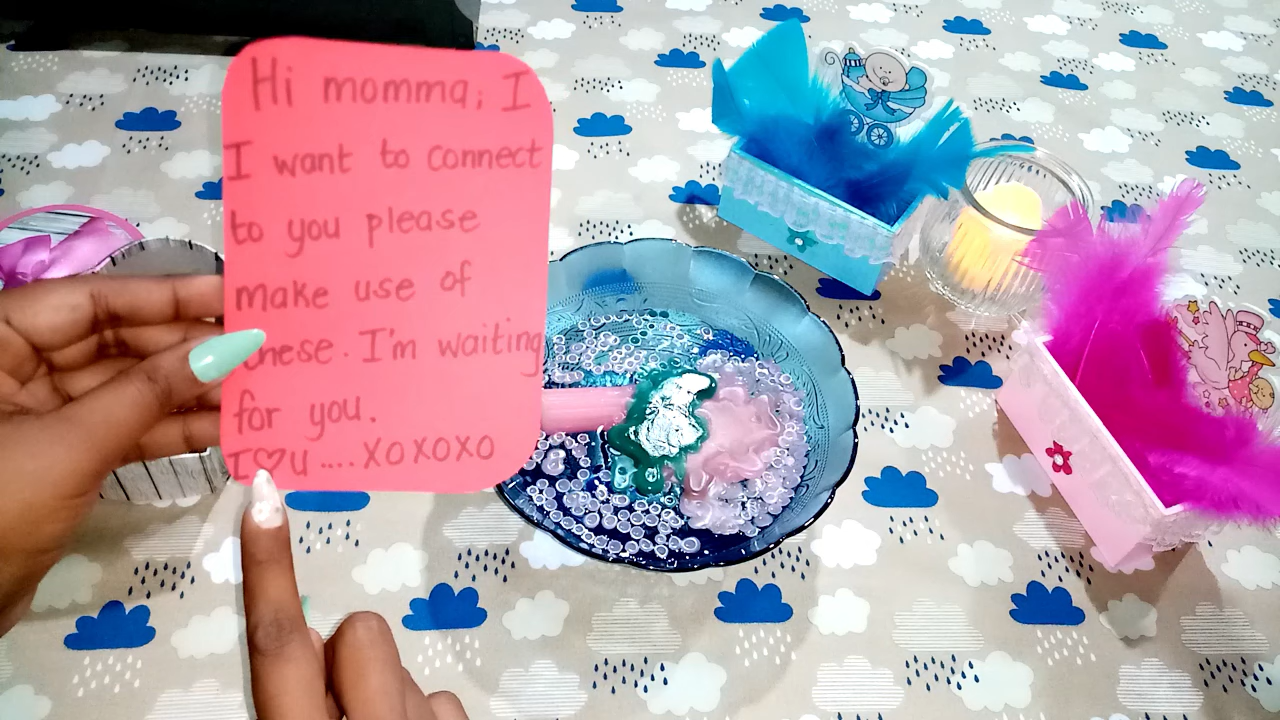 Hi momma; I
I want to connect
to you please
make use of
these. I'm waiting
for you.
I♡u....XOXOXO